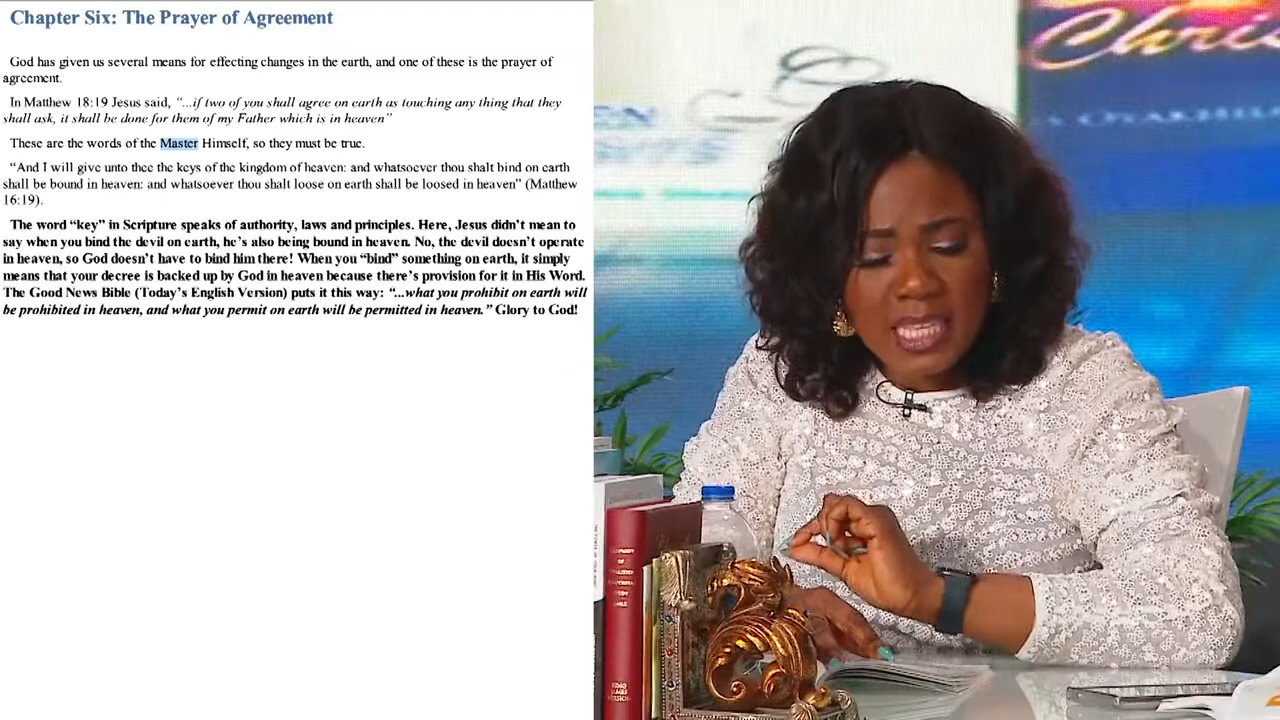 Chapter Six: The Prayer of Agreement
God has given us several means for effecting changes in the earth, and one of these is the prayer of
agreement.
In Matthew 18:19 Jesus said, “...if two of you shall agree on earth as touching any thing that they
shall ask, it shall be done for them of my Father which is in heaven”
These are the words of the Master Himself, so they must be true.
“And I will give unto thee the keys of the kingdom of heaven: and whatsoever thou shalt bind on earth
shall be bound in heaven: and whatsoever thou shalt loose on earth shall be loosed in heaven” (Matthew
16:19).
The word “key” in Scripture speaks of authority, laws and principles. Here, Jesus didn’t mean to
say when you bind the devil on earth, he’s also being bound in heaven. No, the devil doesn’t operate
in heaven, so God doesn’t have to bind him there! When you “bind” something on earth, it simply
means that your decree is backed up by God in heaven because there’s provision for it in His Word.
The Good News Bible (Today’s English Version) puts it this way: “...what you prohibit on earth will
be prohibited in heaven, and what you permit on earth will be permitted in heaven.” Glory to God!
Chris
KING
JAMES
VERSION